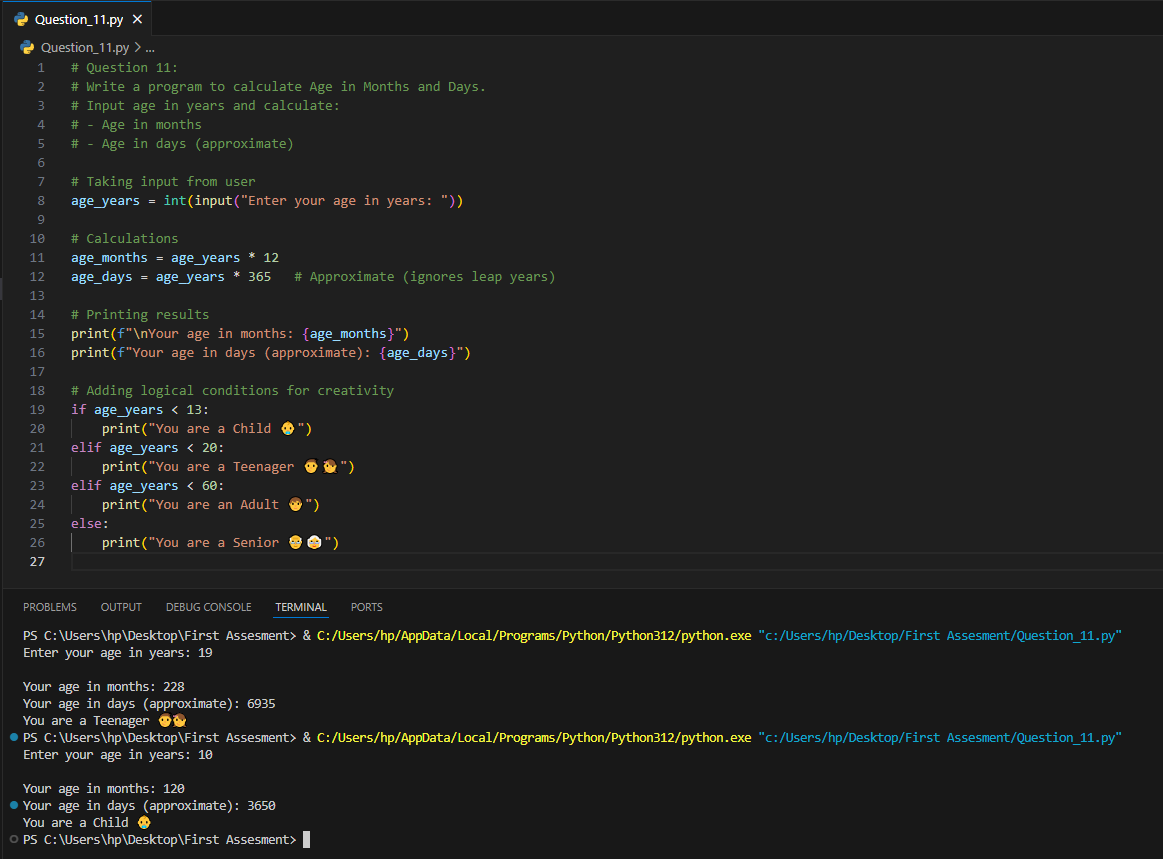 Question_11.py ×
Question_11.py > ...
1 # Question 11:
2 # Write a program to calculate Age in Months and Days.
3 # Input age in years and calculate:
4 # - Age in months
5 # - Age in days (approximate)
6
7 # Taking input from user
8 age_years = int(input("Enter your age in years: "))
9
10 # Calculations
11 age_months = age_years * 12
12 age_days = age_years * 365   # Approximate (ignores leap years)
13
14 # Printing results
15 print(f"\nYour age in months: {age_months}")
16 print(f"Your age in days (approximate): {age_days}")
17
18 # Adding logical conditions for creativity
19 if age_years < 13:
20     print("You are a Child 👶")
21 elif age_years < 20:
22     print("You are a Teenager 👦👧")
23 elif age_years < 60:
24     print("You are an Adult 🧑")
25 else:
26     print("You are a Senior 👴👵")
27
PROBLEMS OUTPUT DEBUG CONSOLE TERMINAL PORTS
PS C:\Users\hp\Desktop\First Assesment> & C:/Users/hp/AppData/Local/Programs/Python/Python312/python.exe "c:/Users/hp/Desktop/First Assesment/Question_11.py"
Enter your age in years: 19

Your age in months: 228
Your age in days (approximate): 6935
You are a Teenager 👦👧
PS C:\Users\hp\Desktop\First Assesment> & C:/Users/hp/AppData/Local/Programs/Python/Python312/python.exe "c:/Users/hp/Desktop/First Assesment/Question_11.py"
Enter your age in years: 10

Your age in months: 120
Your age in days (approximate): 3650
You are a Child 👶
PS C:\Users\hp\Desktop\First Assesment>